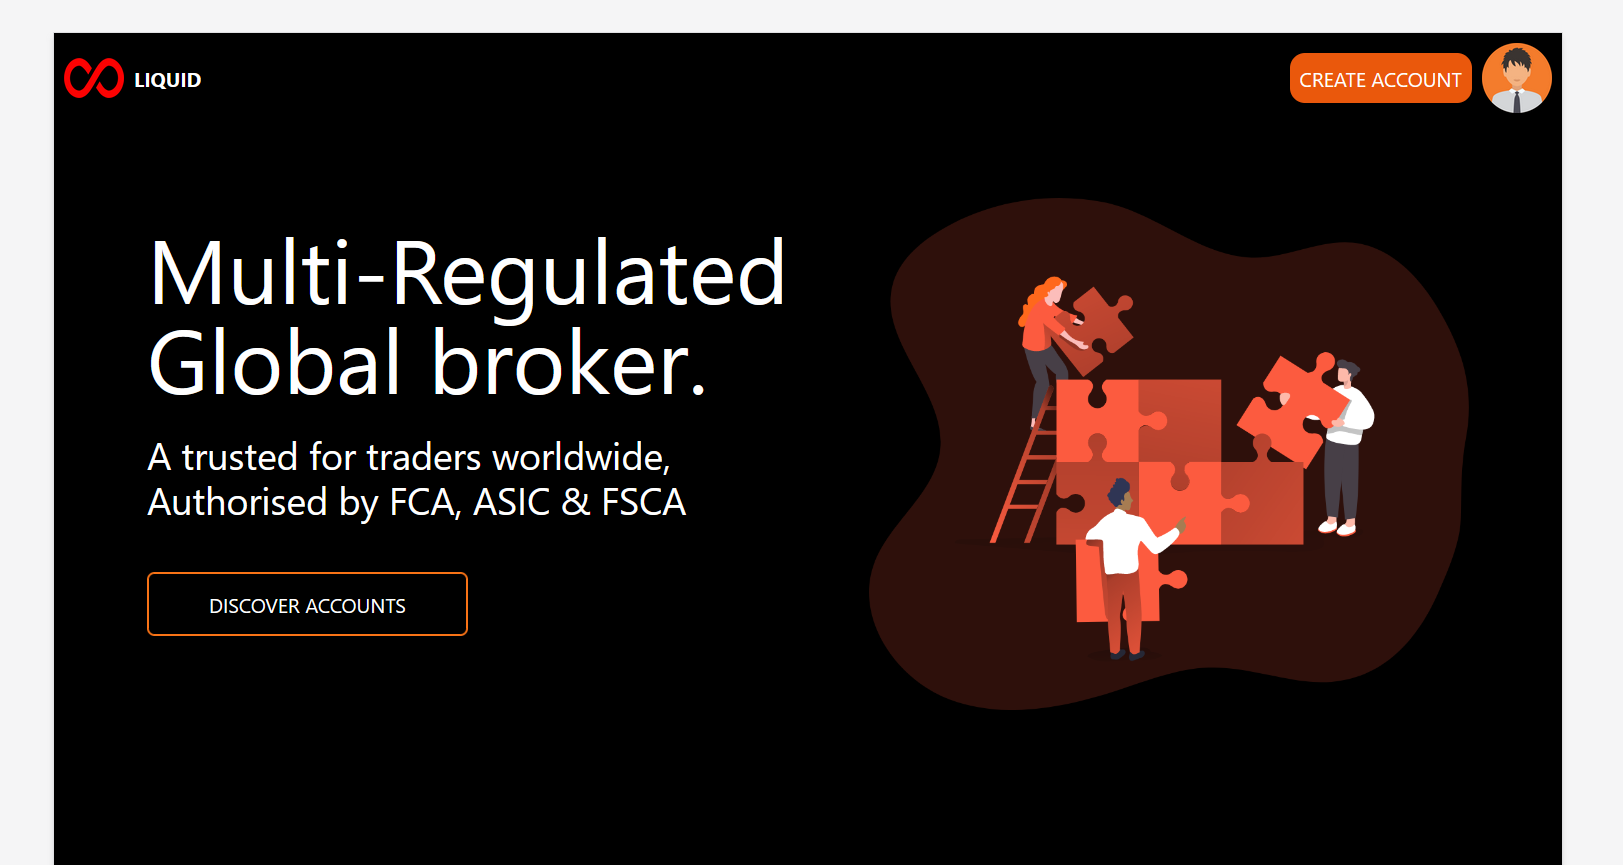 LIQUID
CREATE ACCOUNT
Multi-Regulated
Global broker.
A trusted for traders worldwide,
Authorised by FCA, ASIC & FSCA
DISCOVER ACCOUNTS